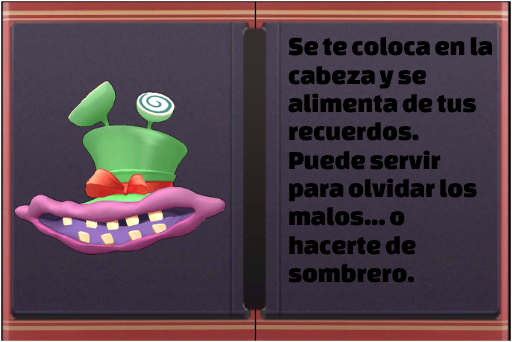 Se te coloca en la
cabeza y se
alimenta de tus
recuerdos.
Puede servir
para olvidar los
malos... o
hacerte de
sombrero.